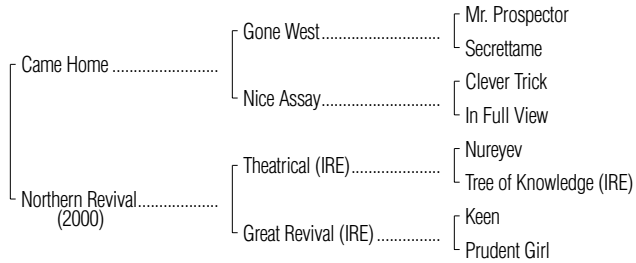 Mr. Prospector
Gone West
Secrettame
Came Home
Clever Trick
Nice Assay
In Full View
Nureyev
Theatrical (IRE)
Tree of Knowledge (IRE)
Northern Revival
(2000)
Keen
Great Revival (IRE)
Prudent Girl